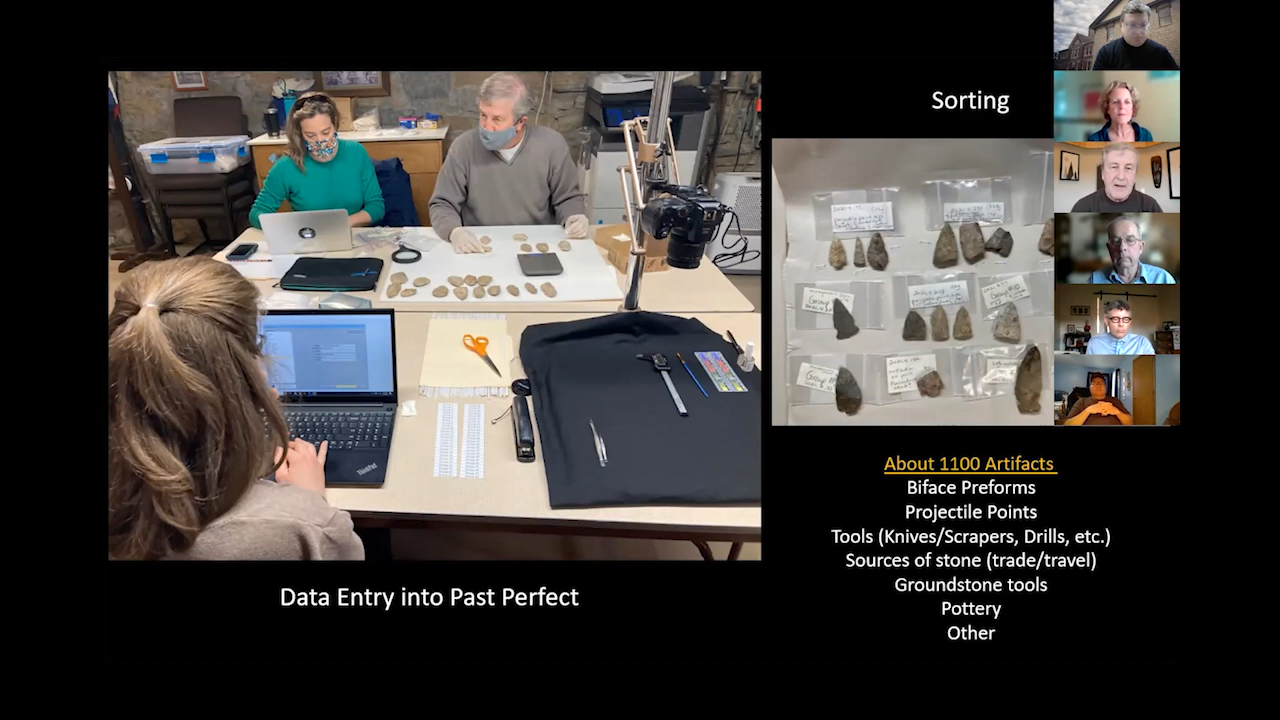 Sorting
About 1100 Artifacts
Biface Preforms
Projectile Points
Tools (Knives/Scrapers, Drills, etc.)
Sources of stone (trade/travel)
Groundstone tools
Pottery
Other
Data Entry into Past Perfect
ThinkPad